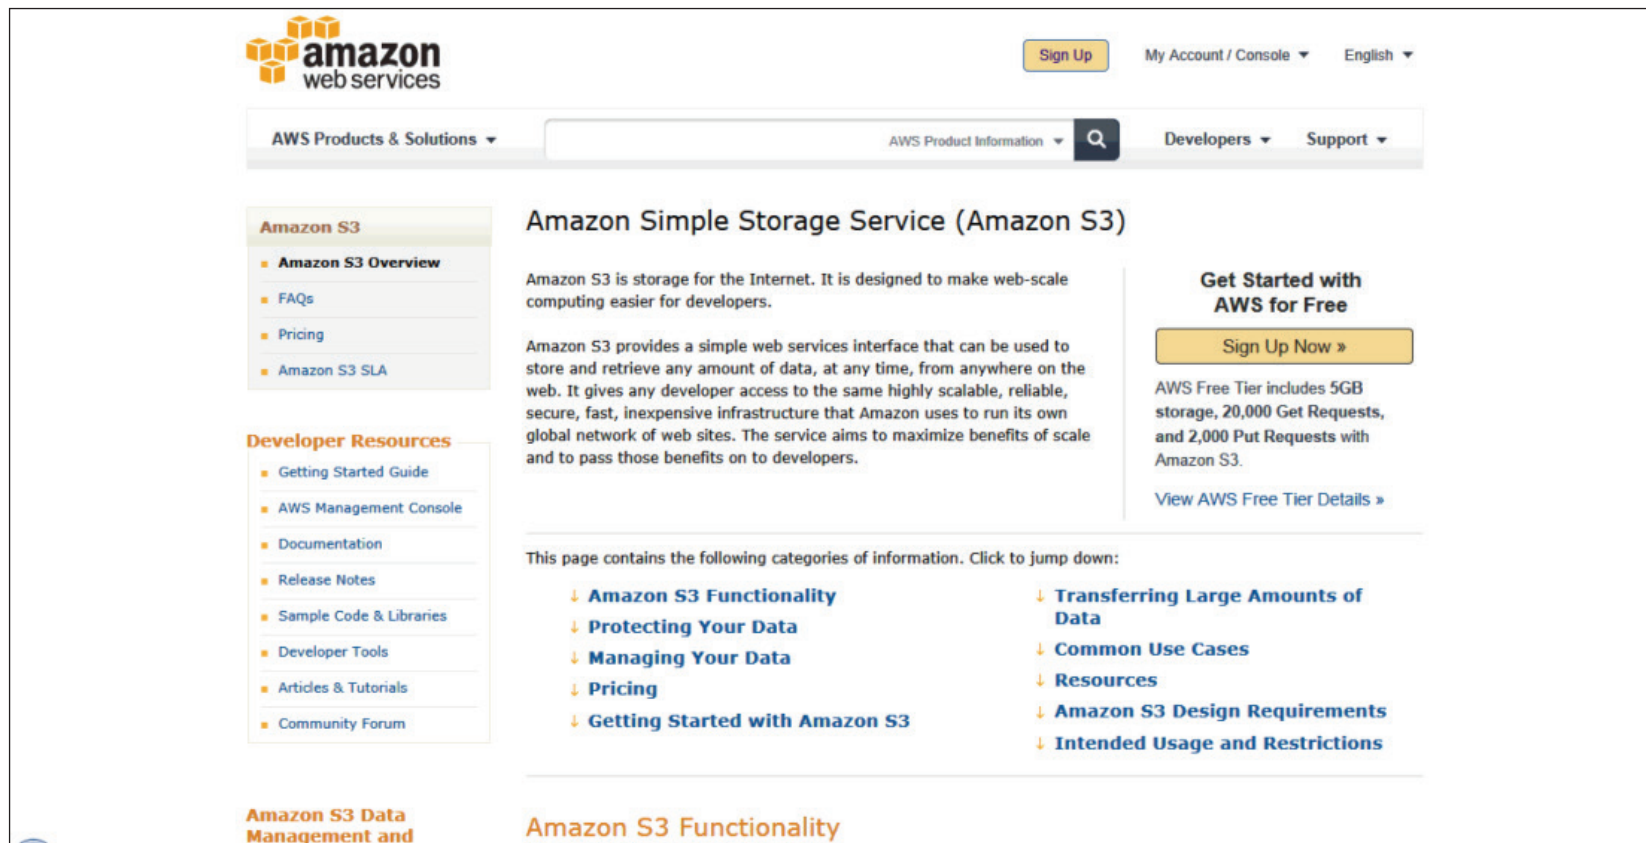 amazon
web services
Sign Up
My Account / Console
English
AWS Products & Solutions
AWS Product Information
Developers
Support
Amazon S3
Amazon S3 Overview
FAQs
Pricing
Amazon S3 SLA
Developer Resources
Getting Started Guide
AWS Management Console
Documentation
Release Notes
Sample Code & Libraries
Developer Tools
Articles & Tutorials
Community Forum
Amazon S3 Data
Management and
Amazon Simple Storage Service (Amazon S3)
Amazon S3 is storage for the Internet. It is designed to make web-scale
computing easier for developers.
Amazon S3 provides a simple web services interface that can be used to
store and retrieve any amount of data, at any time, from anywhere on the
web. It gives any developer access to the same highly scalable, reliable,
secure, fast, inexpensive infrastructure that Amazon uses to run its own
global network of web sites. The service aims to maximize benefits of scale
and to pass those benefits on to developers.
Get Started with
AWS for Free
Sign Up Now »
AWS Free Tier includes 5GB
storage, 20,000 Get Requests,
and 2,000 Put Requests with
Amazon S3.
View AWS Free Tier Details »
This page contains the following categories of information. Click to jump down:
↓ Amazon S3 Functionality
↓ Protecting Your Data
↓ Managing Your Data
↓ Pricing
↓ Getting Started with Amazon S3
↓ Transferring Large Amounts of
Data
↓ Common Use Cases
↓ Resources
↓ Amazon S3 Design Requirements
↓ Intended Usage and Restrictions
Amazon S3 Functionality